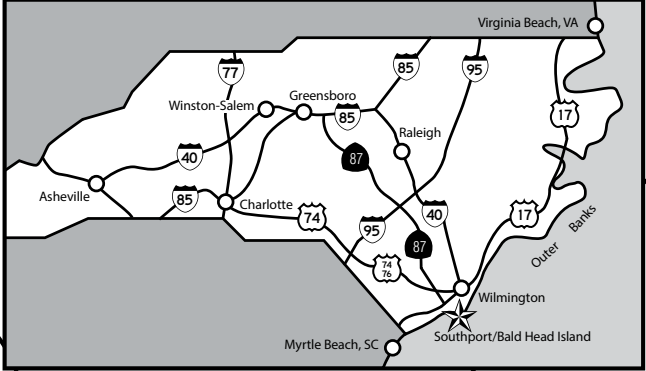 Virginia Beach, VA
77
85
95
Greensboro
Winston-Salem
85
17
Raleigh
87
40
Asheville
85
Charlotte
74
40
17
95
87
Outer Banks
74
76
Wilmington
Southport/Bald Head Island
Myrtle Beach, SC